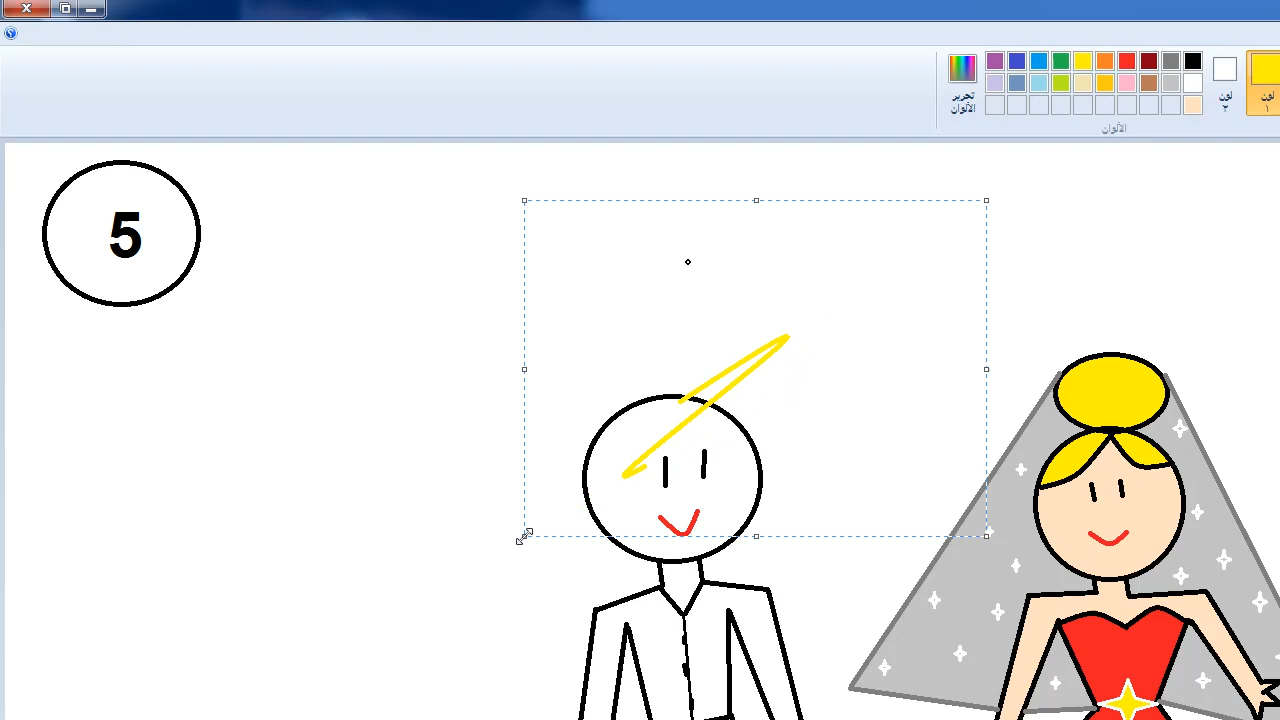 تحرير
الألوان
لون
٢
لون
١
الألوان
5